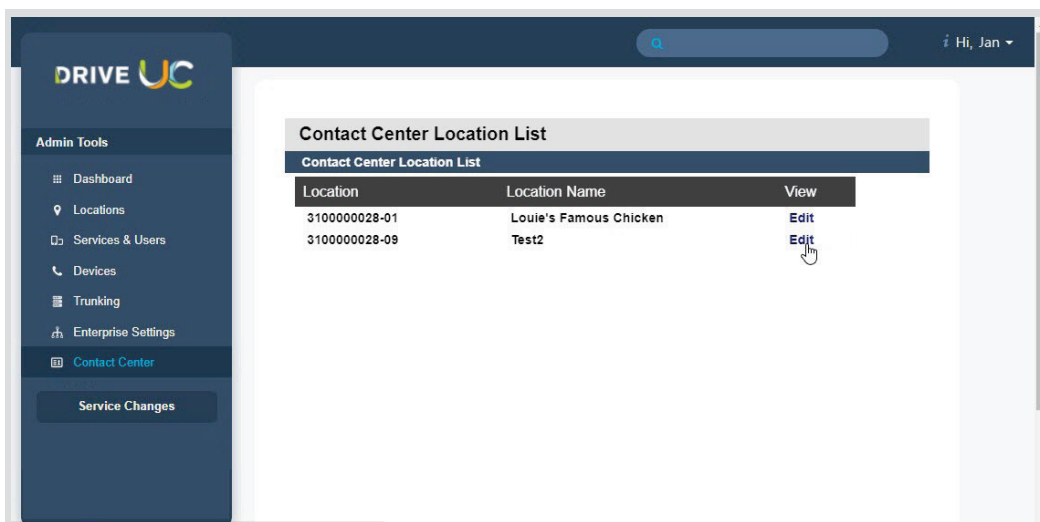 DRIVE UC
i Hi, Jan
Admin Tools
Dashboard
Locations
Services & Users
Devices
Trunking
Enterprise Settings
Contact Center
Service Changes
Contact Center Location List
Contact Center Location List
Location Location Name View
3100000028-01 Louie's Famous Chicken Edit
3100000028-09 Test2 Edit